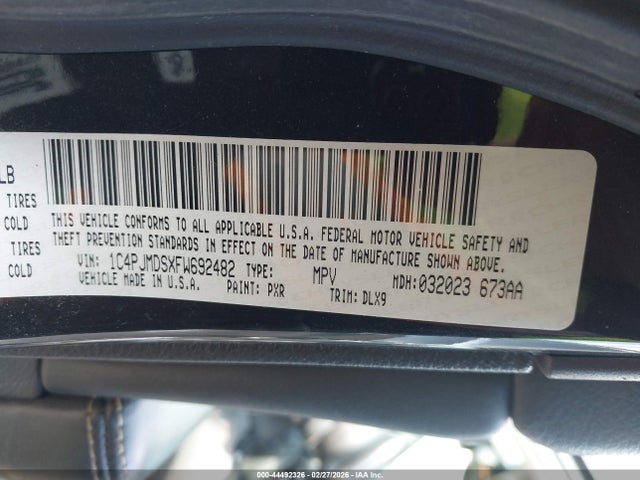 LB
TIRES
COLD
TIRES
COLD
THIS VEHICLE CONFORMS TO ALL APPLICABLE U.S.A. FEDERAL MOTOR VEHICLE SAFETY AND
THEFT PREVENTION STANDARDS IN EFFECT ON THE DATE OF MANUFACTURE SHOWN ABOVE.
VIN: 1C4PJMDSXFW692482 TYPE: MPV MDH: 032023 673AA
VEHICLE MADE IN U.S.A. PAINT: PXR TRIM: DLX9
000-44492326 - 02/27/2026 - IAA Inc.